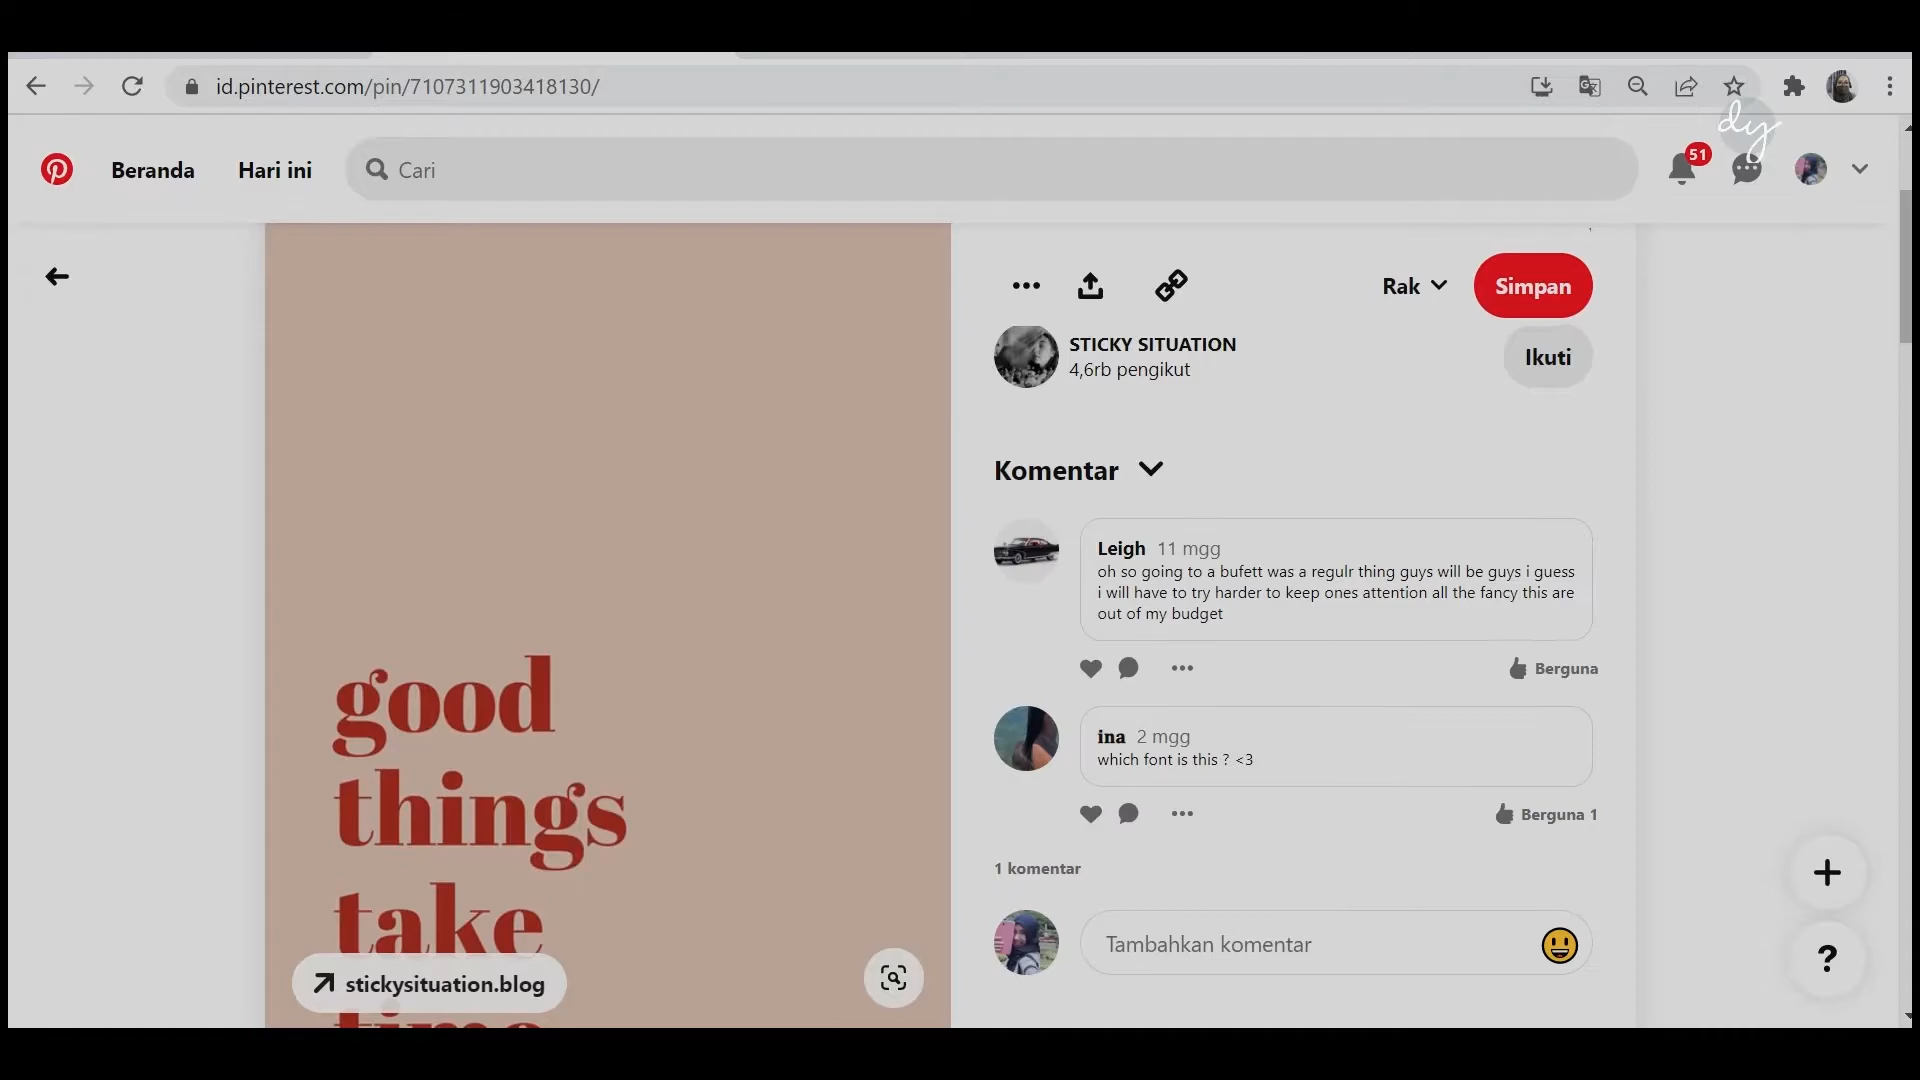 id.pinterest.com/pin/7107311903418130/
dy
Beranda
Hari ini
Cari
51
Rak
Simpan
STICKY SITUATION
4,6rb pengikut
Ikuti
Komentar
Leigh 11 mgg
oh so going to a bufett was a regulr thing guys will be guys i guess
i will have to try harder to keep ones attention all the fancy this are
out of my budget
Berguna
ina 2 mgg
which font is this ? <3
Berguna 1
1 komentar
Tambahkan komentar
good
things
take
stickysituation.blog
time
?